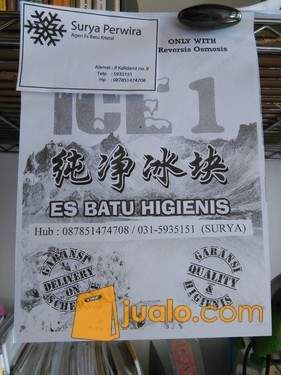 Surya Perwira
Agen Es Batu Kristal
Alamat : Jl Kalidami no. 8
Telp : 5935151
Hp : 087851474708
ONLY WITH
Reversia Osmosis
ICE 1
纯净冰块
ES BATU HIGIENIS
Hub : 087851474708 / 031-5935151 (SURYA)
GARANSI
DELIVERY
ON
GARANSI
QUALITY
&
HIGIENIS
jualo.com